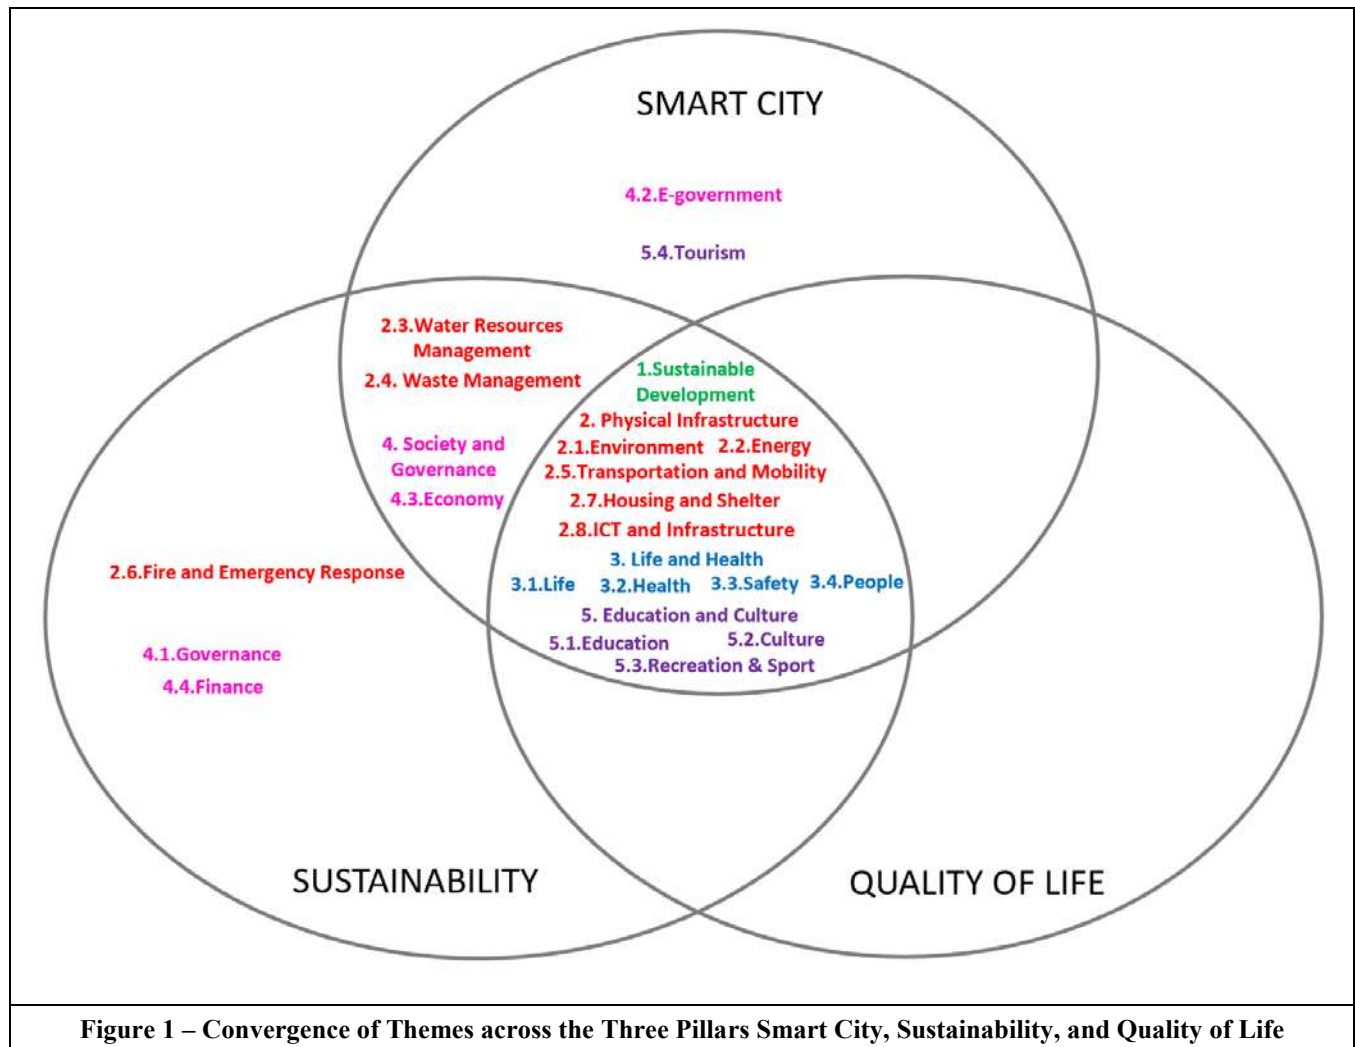 SMART CITY
4.2.E-government
5.4.Tourism
2.3.Water Resources
Management
2.4. Waste Management
4. Society and
Governance
4.3.Economy
1.Sustainable
Development
2. Physical Infrastructure
2.1.Environment 2.2.Energy
2.5.Transportation and Mobility
2.7.Housing and Shelter
2.8.ICT and Infrastructure
3. Life and Health
3.1.Life 3.2.Health 3.3.Safety 3.4.People
5. Education and Culture
5.1.Education 5.2.Culture
5.3.Recreation & Sport
2.6.Fire and Emergency Response
4.1.Governance
4.4.Finance
SUSTAINABILITY
QUALITY OF LIFE
Figure 1 – Convergence of Themes across the Three Pillars Smart City, Sustainability, and Quality of Life